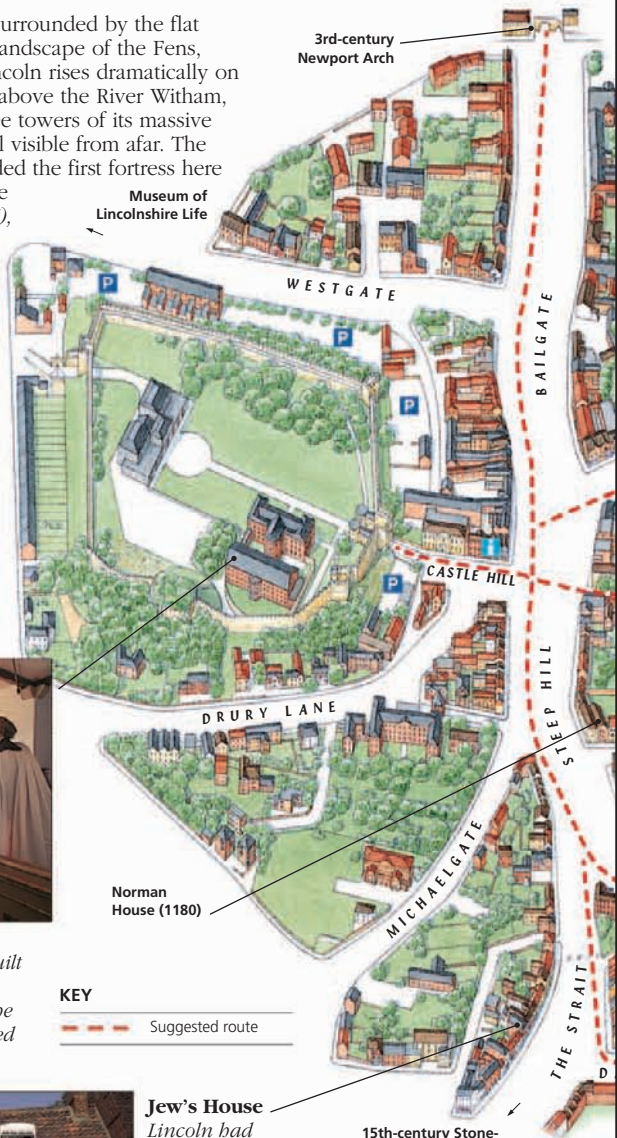 urrounded by the flat
andscape of the Fens,
ncoln rises dramatically on
above the River Witham,
e towers of its massive
l visible from afar. The
ded the first fortress here
e
),
3rd-century
Newport Arch
Museum of
Lincolnshire Life
P
WESTGATE
P
BAILGATE
P
i
CASTLE HILL
P
DRURY LANE
STEEP HILL
Norman
House (1180)
MICHAELGATE
uilt
be
ed
KEY
Suggested route
THE STRAIT
D
Jew's House
Lincoln had
15th-century Stone-